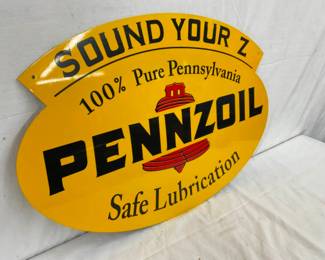 SOUND YOUR Z
100% Pure Pennsylvania
PENNZOIL
Safe Lubrication